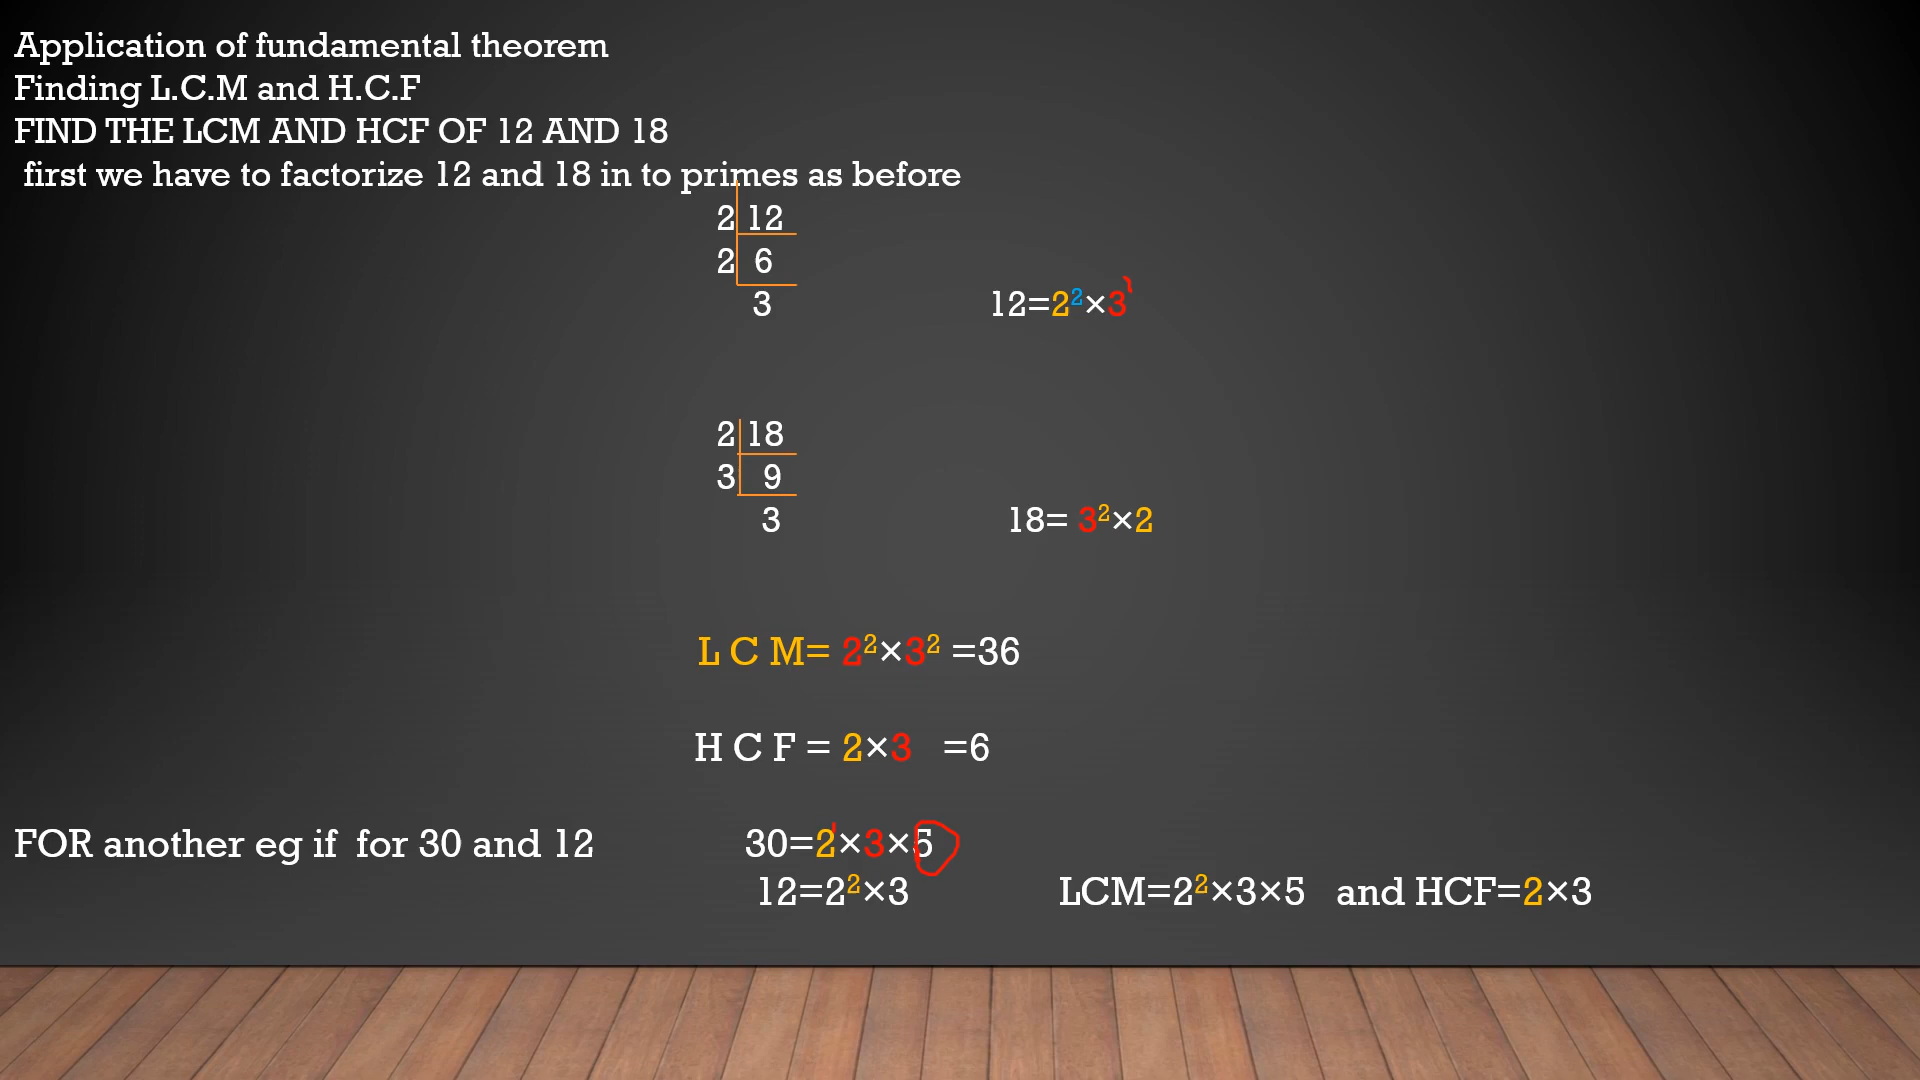 Application of fundamental theorem
Finding L.C.M and H.C.F
FIND THE LCM AND HCF OF 12 AND 18
first we have to factorize 12 and 18 in to primes as before
2 12
2 6
3
12=2²×3¹
2 18
3 9
3
18= 3²×2
L C M= 2²×3² =36
H C F = 2×3 =6
FOR another eg if for 30 and 12 30=2¹×3×5
12=2²×3 LCM=2²×3×5 and HCF=2×3